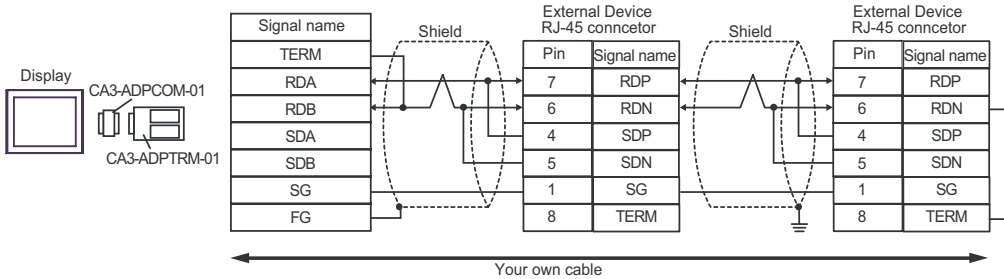 Display
CA3-ADPCOM-01
CA3-ADPTRM-01
Signal name
TERM
RDA
RDB
SDA
SDB
SG
FG
Shield
External Device
RJ-45 conncetor
Pin Signal name
7 RDP
6 RDN
4 SDP
5 SDN
1 SG
8 TERM
Shield
External Device
RJ-45 conncetor
Pin Signal name
7 RDP
6 RDN
4 SDP
5 SDN
1 SG
8 TERM
Your own cable